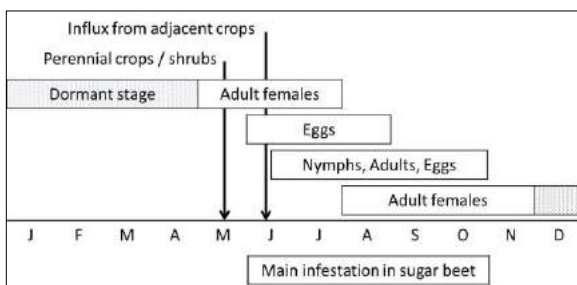 Influx from adjacent crops
Perennial crops / shrubs
Dormant stage
Adult females
Eggs
Nymphs, Adults, Eggs
Adult females
J F M A M J J A S O N D
Main infestation in sugar beet